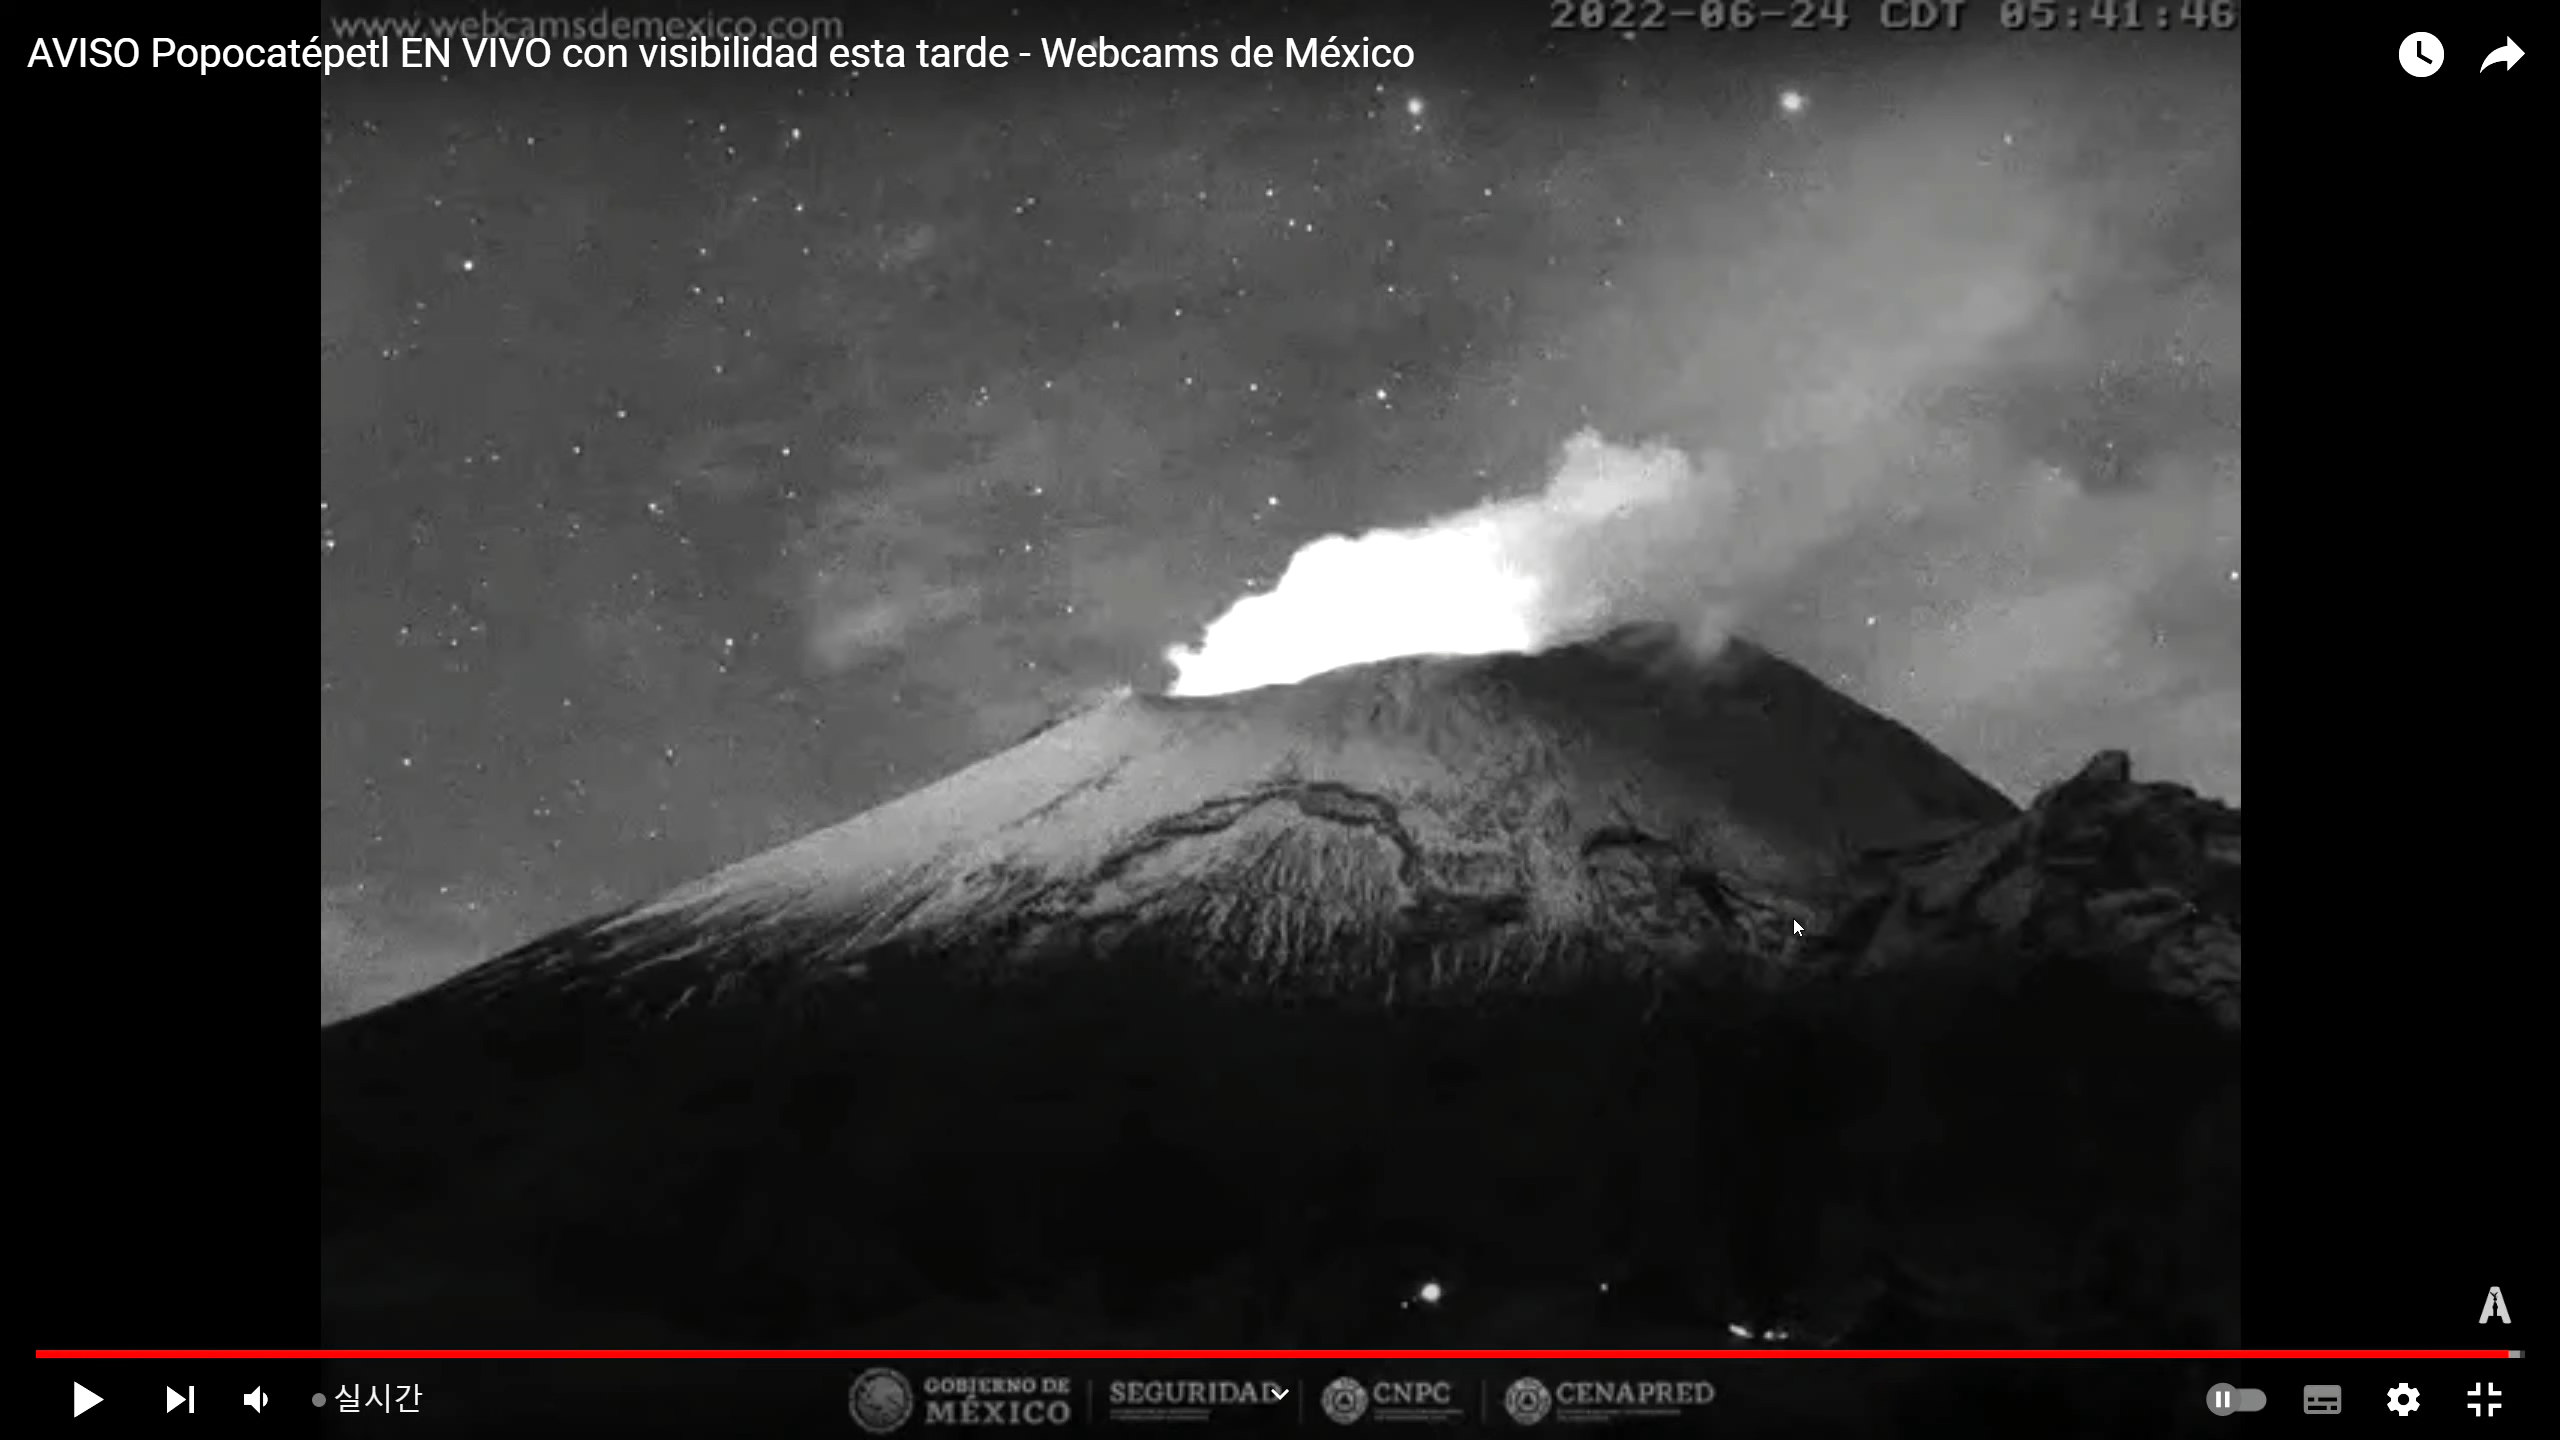 www.webcamsdemexico.com
2022-06-24 CDT 05:41:46
AVISO Popocatépetl EN VIVO con visibilidad esta tarde - Webcams de México
실시간
GOBIERNO DE
MÉXICO
SEGURIDAD
CNPC
CENAPRED